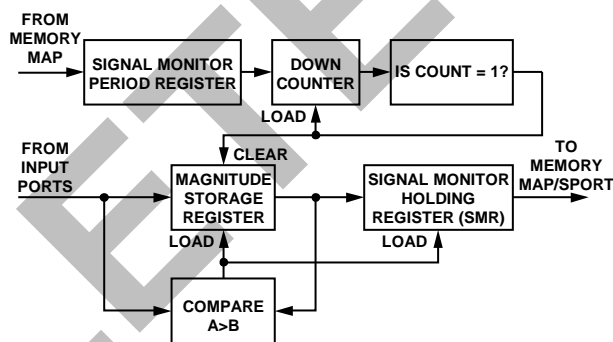 FROM
MEMORY
MAP
SIGNAL MONITOR
PERIOD REGISTER
DOWN
COUNTER
IS COUNT = 1?
LOAD
CLEAR
FROM
INPUT
PORTS
MAGNITUDE
STORAGE
REGISTER
SIGNAL MONITOR
HOLDING
REGISTER (SMR)
TO
MEMORY
MAP/SPORT
LOAD
LOAD
COMPARE
A>B